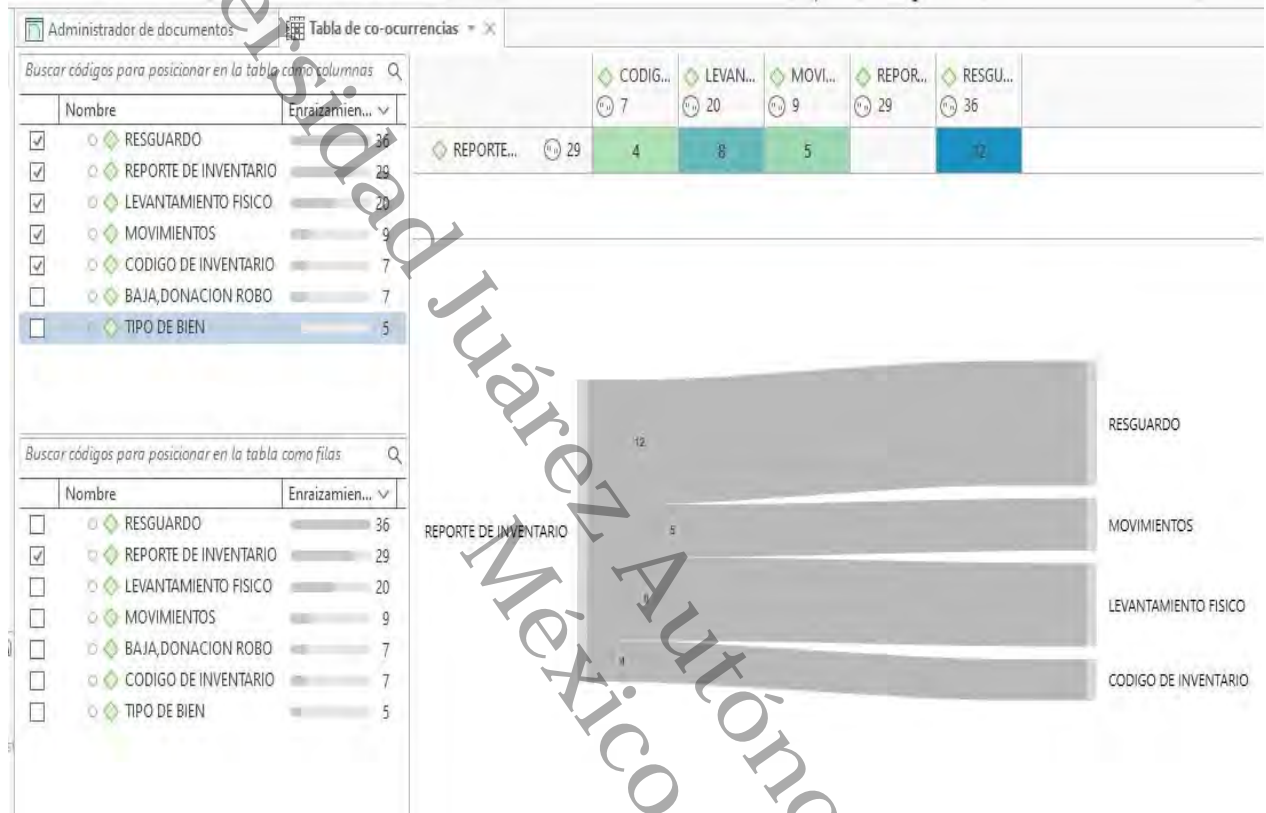 Administrador de documentos
Tabla de co-ocurrencias
Buscar códigos para posicionar en la tabla como columnas
Nombre Enraizamien...
RESGUARDO 36
REPORTE DE INVENTARIO 29
LEVANTAMIENTO FISICO 20
MOVIMIENTOS 9
CODIGO DE INVENTARIO 7
BAJA,DONACION ROBO 7
TIPO DE BIEN 5
CODIG... LEVAN... MOVI... REPOR... RESGU...
7 20 9 29 36
REPORTE... 29 4 8 5 12
Buscar códigos para posicionar en la tabla como filas
Nombre Enraizamien...
RESGUARDO 36
REPORTE DE INVENTARIO 29
LEVANTAMIENTO FISICO 20
MOVIMIENTOS 9
BAJA,DONACION ROBO 7
CODIGO DE INVENTARIO 7
TIPO DE BIEN 5
REPORTE DE INVENTARIO
12
RESGUARDO
MOVIMIENTOS
LEVANTAMIENTO FISICO
CODIGO DE INVENTARIO
Juárez
México